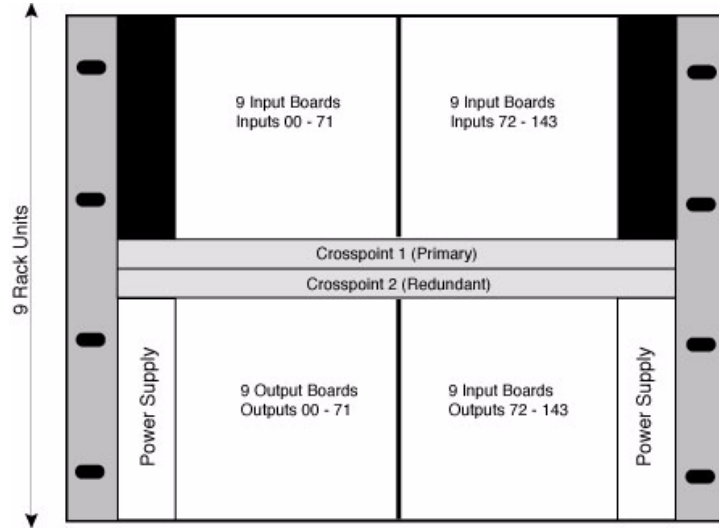 9 Rack Units
9 Input Boards
Inputs 00 - 71
9 Input Boards
Inputs 72 - 143
Crosspoint 1 (Primary)
Crosspoint 2 (Redundant)
Power Supply
9 Output Boards
Outputs 00 - 71
9 Input Boards
Outputs 72 - 143
Power Supply